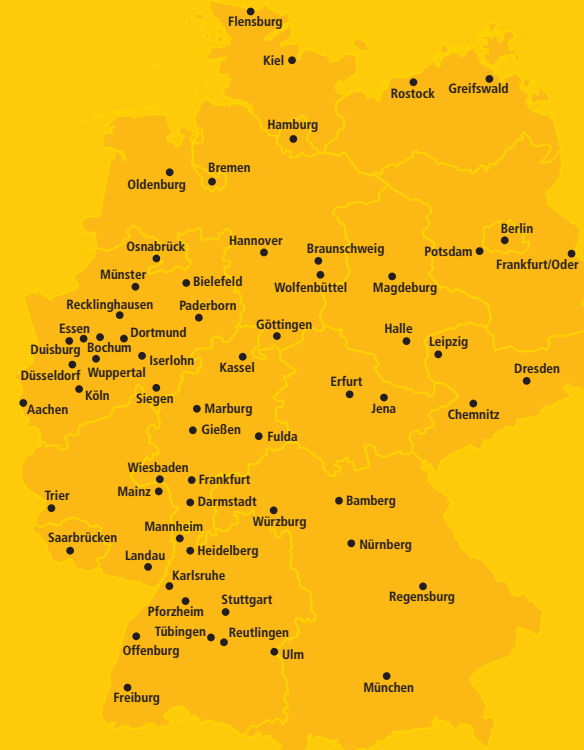 Flensburg
Kiel
Rostock
Greifswald
Hamburg
Bremen
Oldenburg
Berlin
Hannover
Osnabrück
Braunschweig
Potsdam
Frankfurt/Oder
Münster
Bielefeld
Wolfenbüttel
Magdeburg
Recklinghausen
Paderborn
Göttingen
Essen
Dortmund
Halle
Leipzig
Duisburg
Bochum
Iserlohn
Kassel
Düsseldorf
Wuppertal
Dresden
Erfurt
Köln
Siegen
Aachen
Marburg
Jena
Chemnitz
Gießen
Fulda
Wiesbaden
Frankfurt
Mainz
Trier
Darmstadt
Bamberg
Würzburg
Mannheim
Saarbrücken
Nürnberg
Landau
Heidelberg
Karlsruhe
Regensburg
Stuttgart
Pforzheim
Tübingen
Reutlingen
Offenburg
Ulm
München
Freiburg